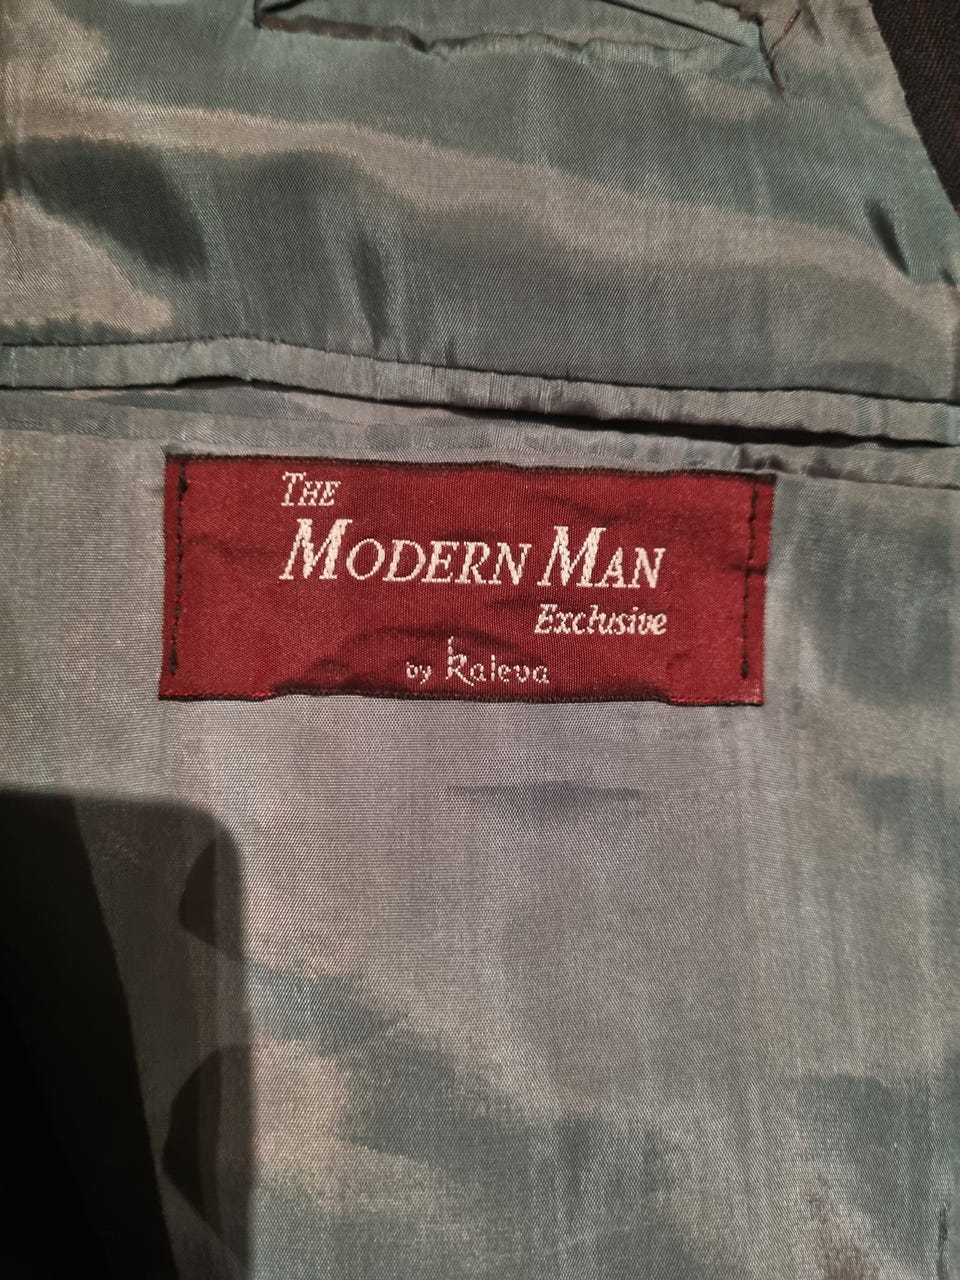 THE
MODERN MAN
Exclusive
by kaleva